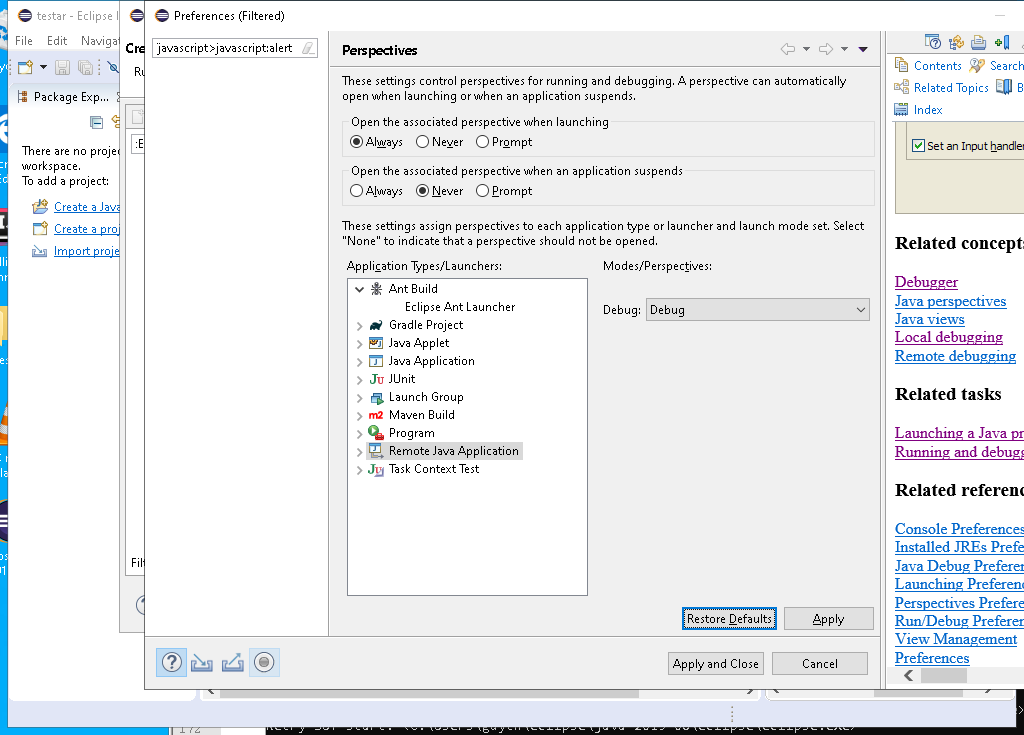 testar - Eclipse I
File Edit Navigat
Package Exp...
There are no projec
workspace.
To add a project:
Create a Java
Create a proj
Import proje
Cre
Ru
:E
Filt
Preferences (Filtered)
javascript>javascript:alert
Perspectives
These settings control perspectives for running and debugging. A perspective can automatically
open when launching or when an application suspends.
Open the associated perspective when launching
Always Never Prompt
Open the associated perspective when an application suspends
Always Never Prompt
These settings assign perspectives to each application type or launcher and launch mode set. Select
"None" to indicate that a perspective should not be opened.
Application Types/Launchers:
Modes/Perspectives:
Ant Build
Eclipse Ant Launcher
Gradle Project
Java Applet
Java Application
JUnit
Launch Group
Maven Build
Program
Remote Java Application
Task Context Test
Debug: Debug
Restore Defaults Apply
Apply and Close Cancel
Contents Search
Related Topics B
Index
Set an Input handler
Related concepts
Debugger
Java perspectives
Java views
Local debugging
Remote debugging
Related tasks
Launching a Java pr
Running and debugg
Related referenc
Console Preferences
Installed JREs Prefe
Java Debug Preferen
Launching Preferenc
Perspectives Prefere
Run/Debug Preferen
View Management
Preferences
172